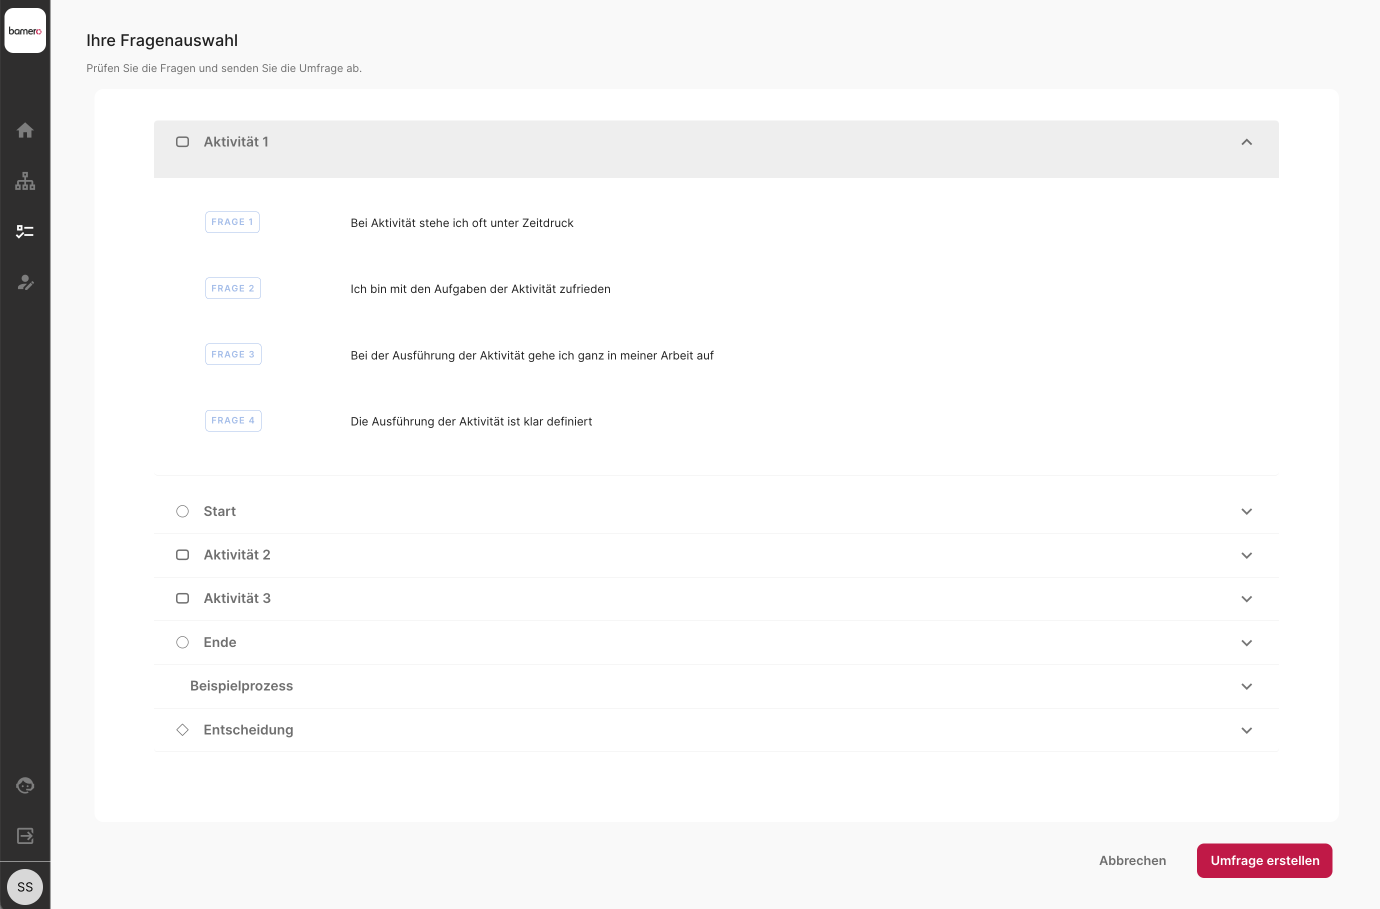 barnero
Ihre Fragenauswahl
Prüfen Sie die Fragen und senden Sie die Umfrage ab.
Aktivität 1
FRAGE 1 Bei Aktivität stehe ich oft unter Zeitdruck
FRAGE 2 Ich bin mit den Aufgaben der Aktivität zufrieden
FRAGE 3 Bei der Ausführung der Aktivität gehe ich ganz in meiner Arbeit auf
FRAGE 4 Die Ausführung der Aktivität ist klar definiert
Start
Aktivität 2
Aktivität 3
Ende
Beispielprozess
Entscheidung
Abbrechen Umfrage erstellen
SS